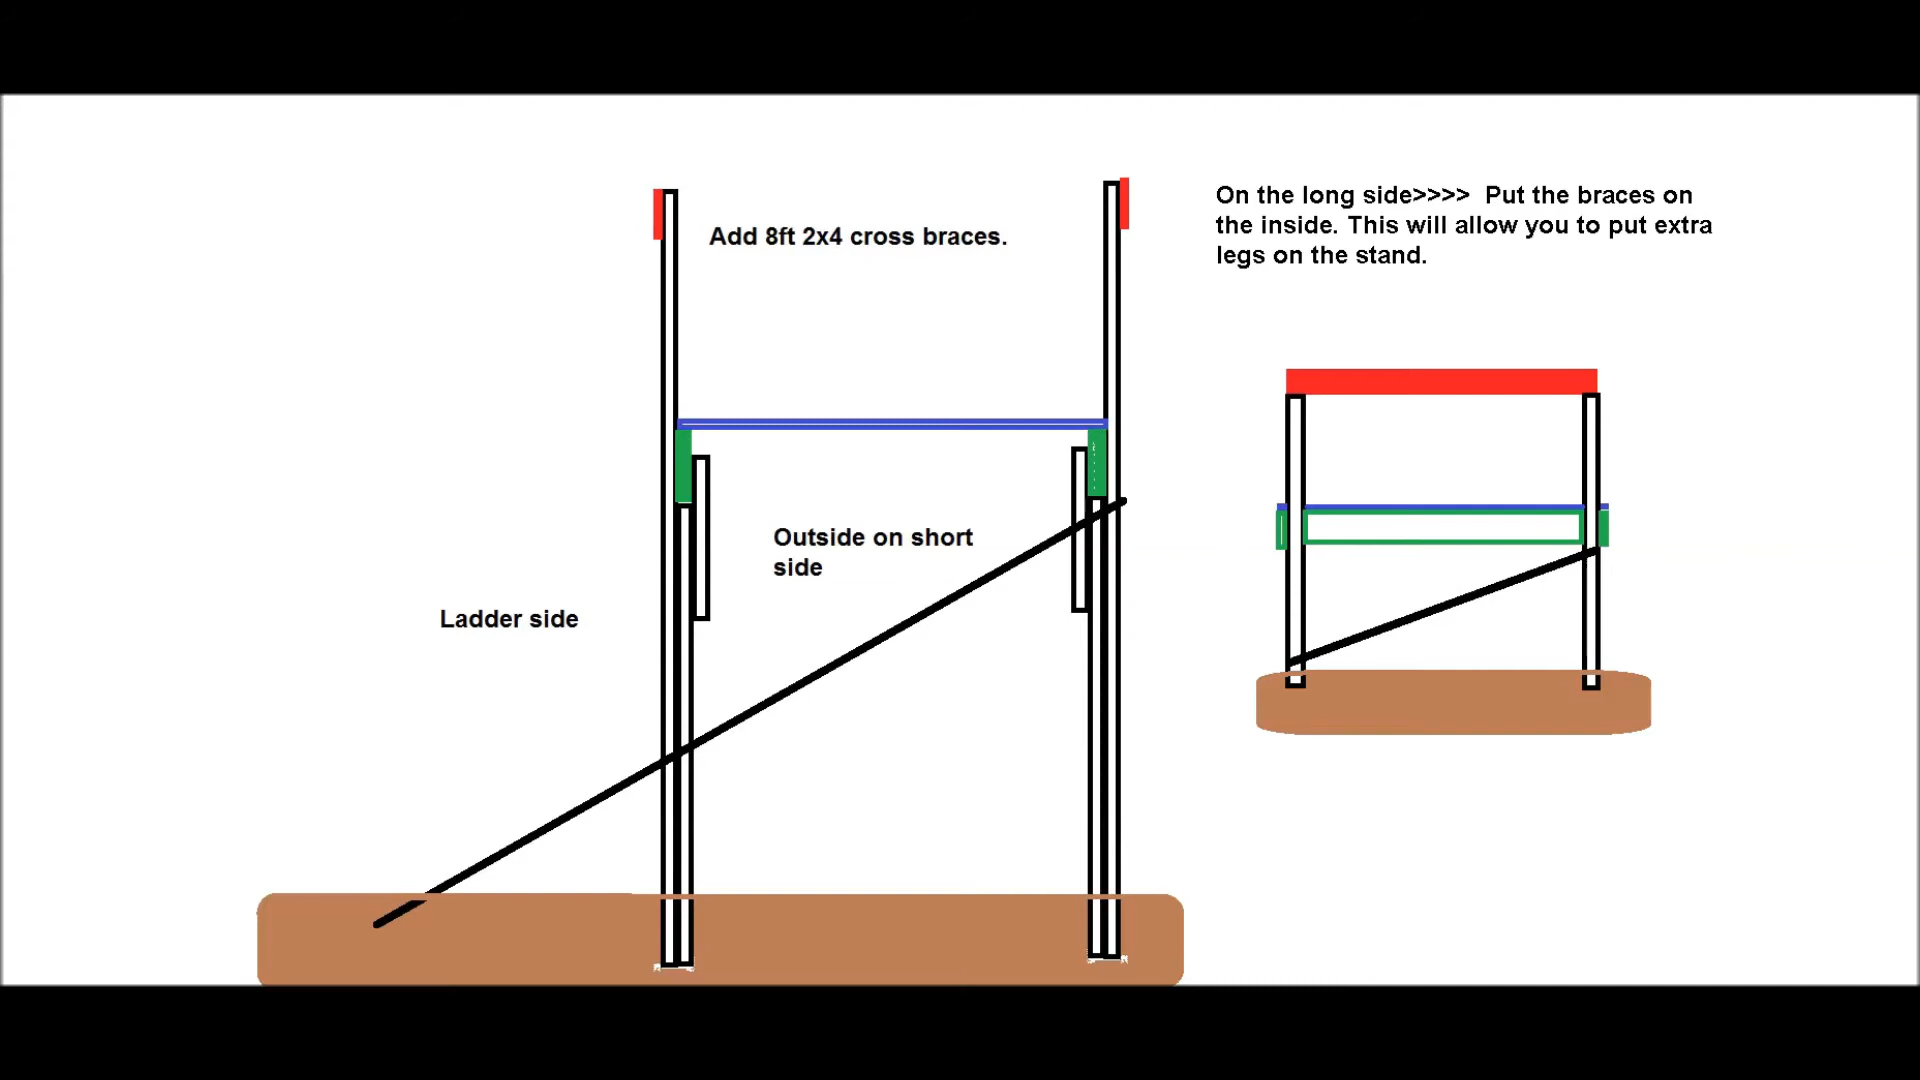 Add 8ft 2x4 cross braces.
On the long side>>>>  Put the braces on
the inside. This will allow you to put extra
legs on the stand.
Outside on short
side
Ladder side